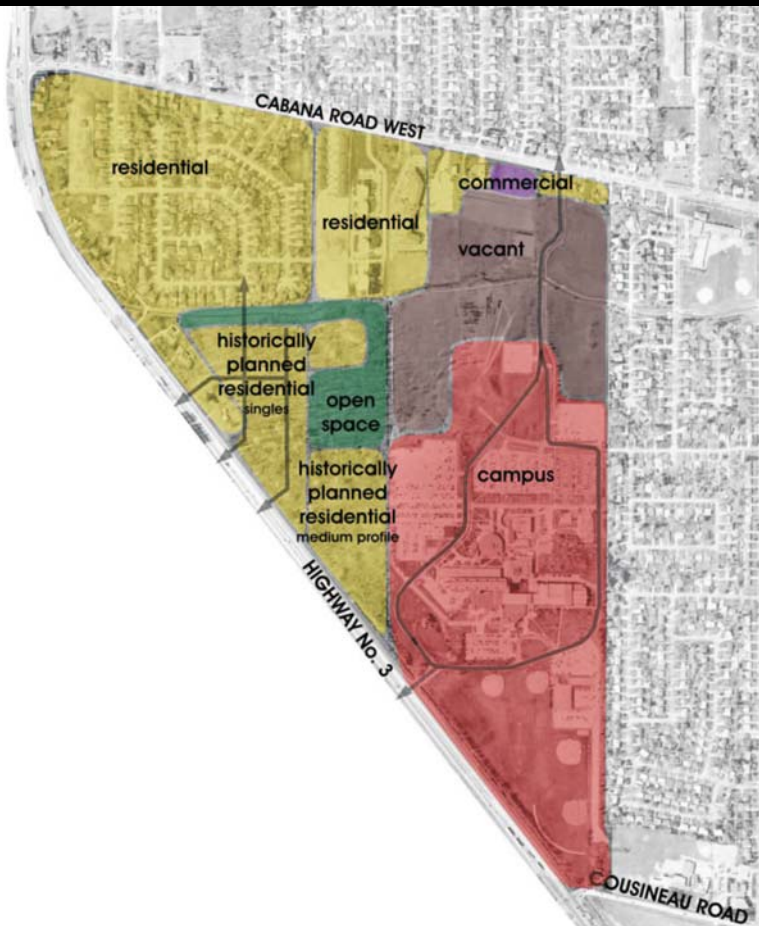 CABANA ROAD WEST
residential
commercial
residential
vacant
historically
planned
residential
singles
open
space
historically
planned
residential
medium profile
campus
HIGHWAY No. 3
COUSINEAU ROAD